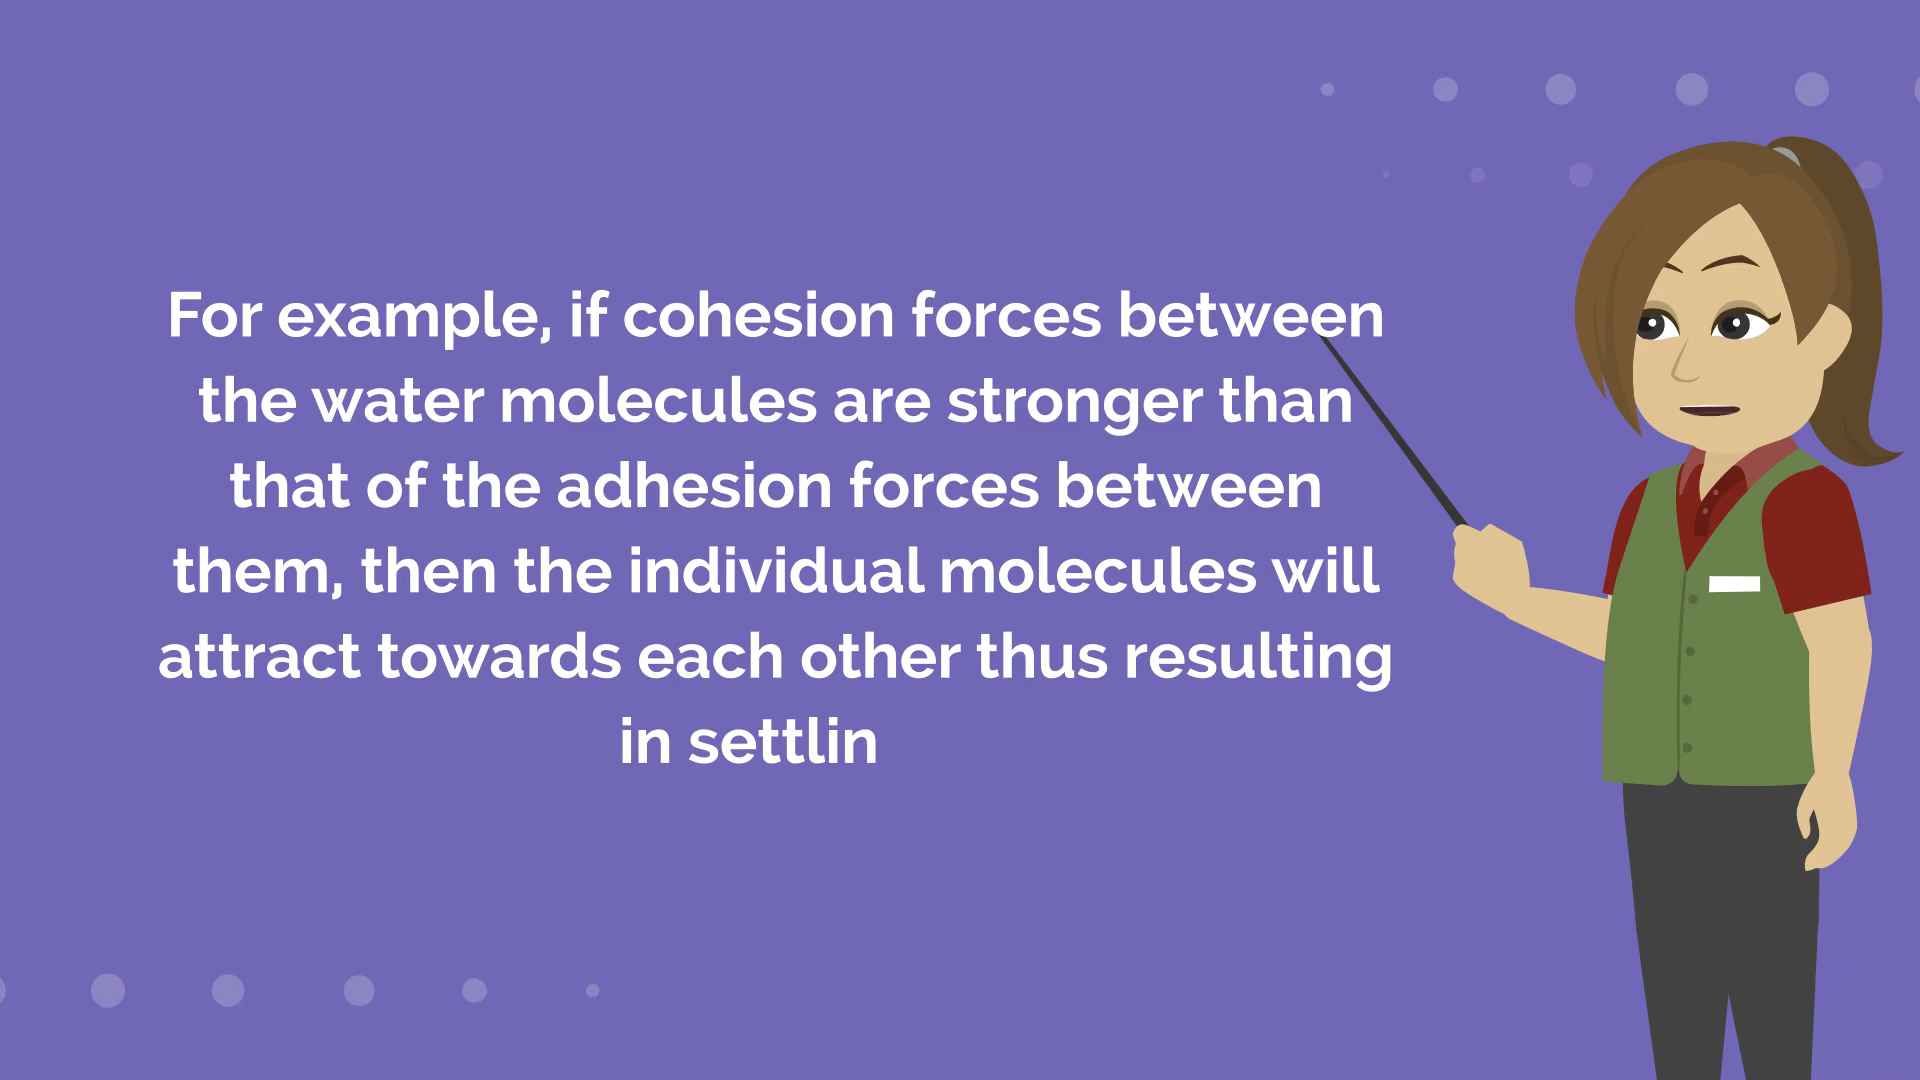 For example, if cohesion forces between
the water molecules are stronger than
that of the adhesion forces between
them, then the individual molecules will
attract towards each other thus resulting
in settlin